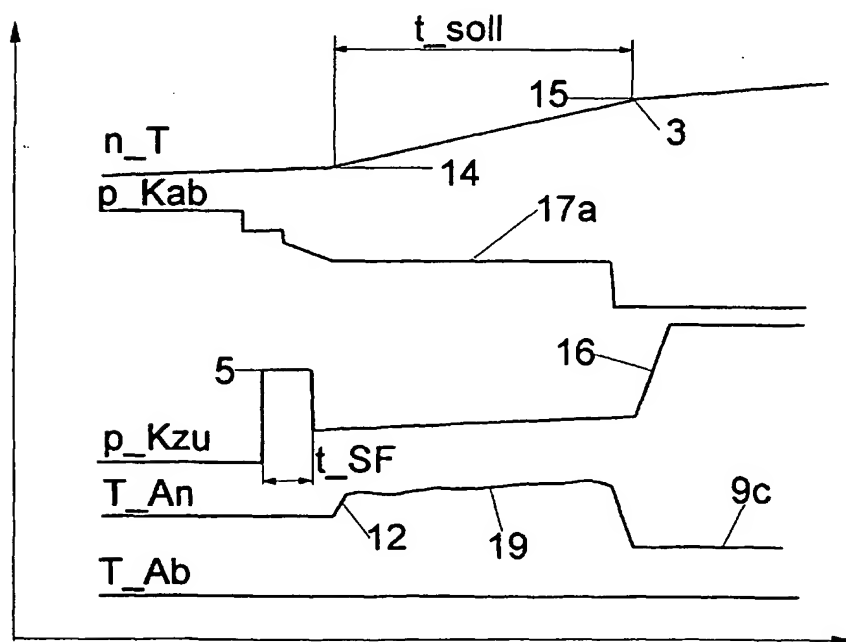 t_soll
15
3
n_T
14
p_Kab
17a
16
5
p_Kzu
t_SF
T_An
9c
12
19
T_Ab